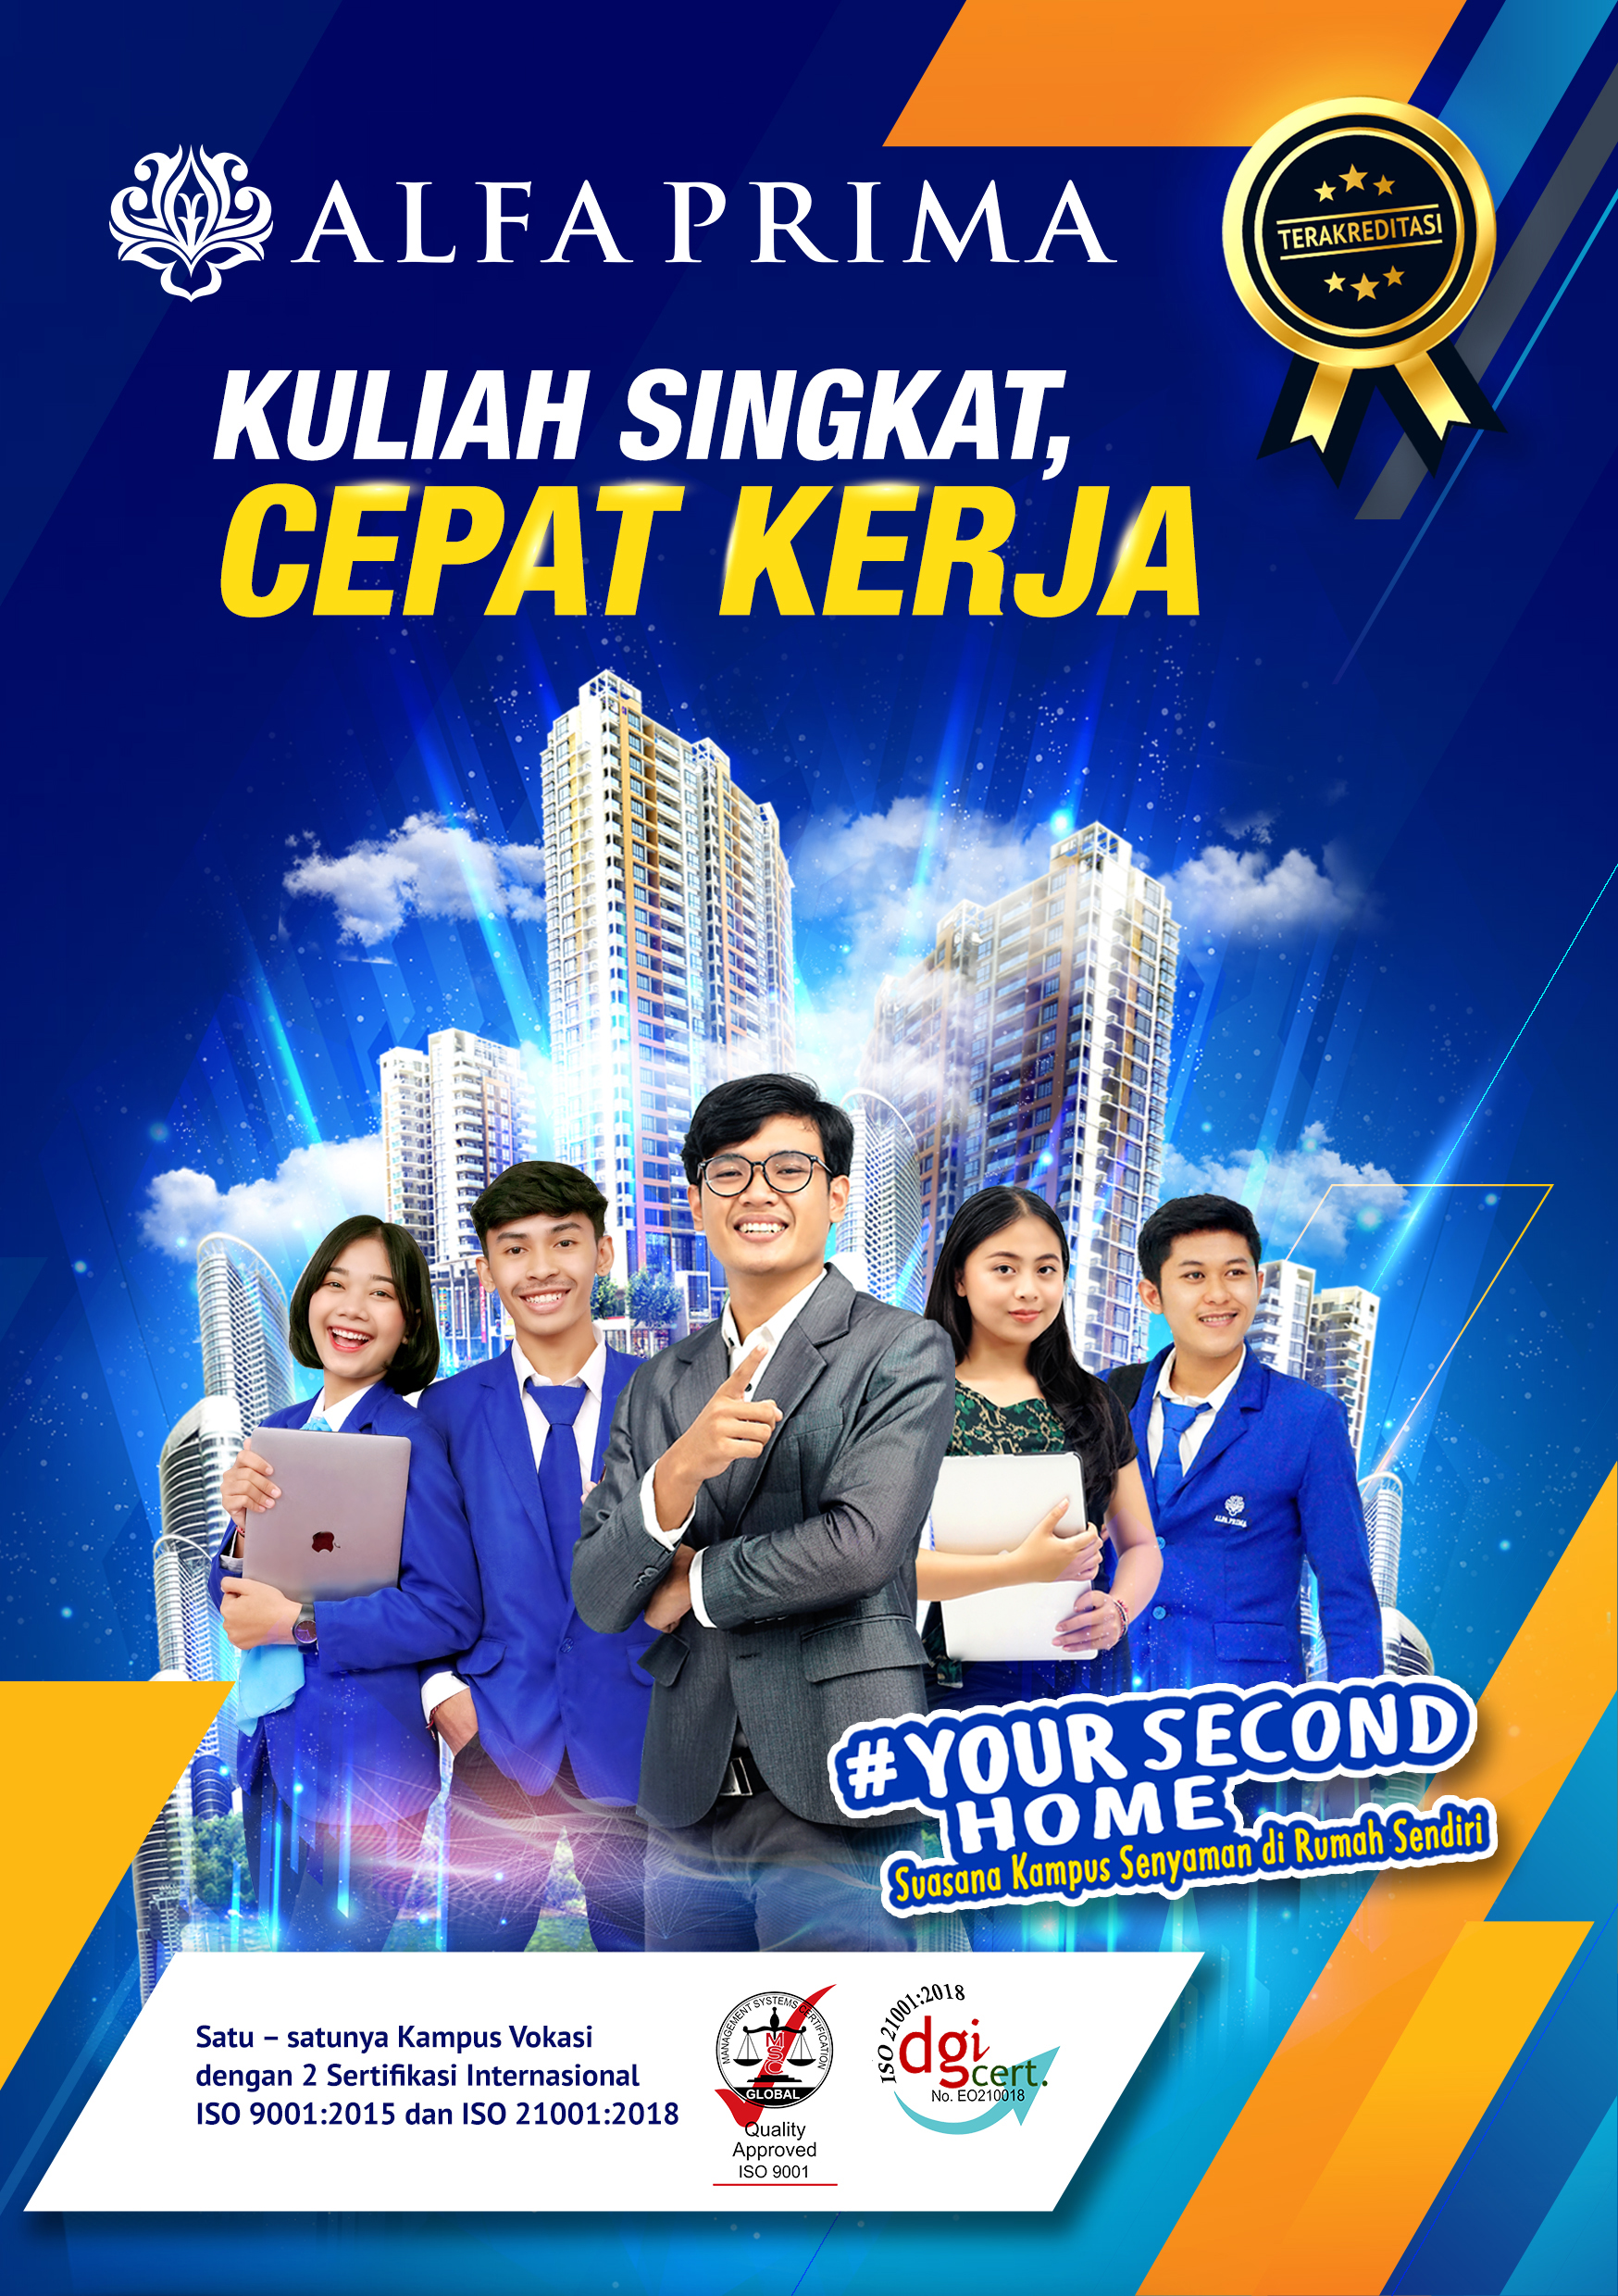 ALFA PRIMA
TERAKREDITASI
KULIAH SINGKAT,
CEPAT KERJA
ALFA PRIMA
#YOUR SECOND
HOME
Suasana Kampus Senyaman di Rumah Sendiri
Satu – satunya Kampus Vokasi
dengan 2 Sertifikasi Internasional
ISO 9001:2015 dan ISO 21001:2018
MANAGEMENT SYSTEMS CERTIFICATION
MSC
GLOBAL
Quality
Approved
ISO 9001
ISO 21001:2018
dgi
cert.
No. EO210018